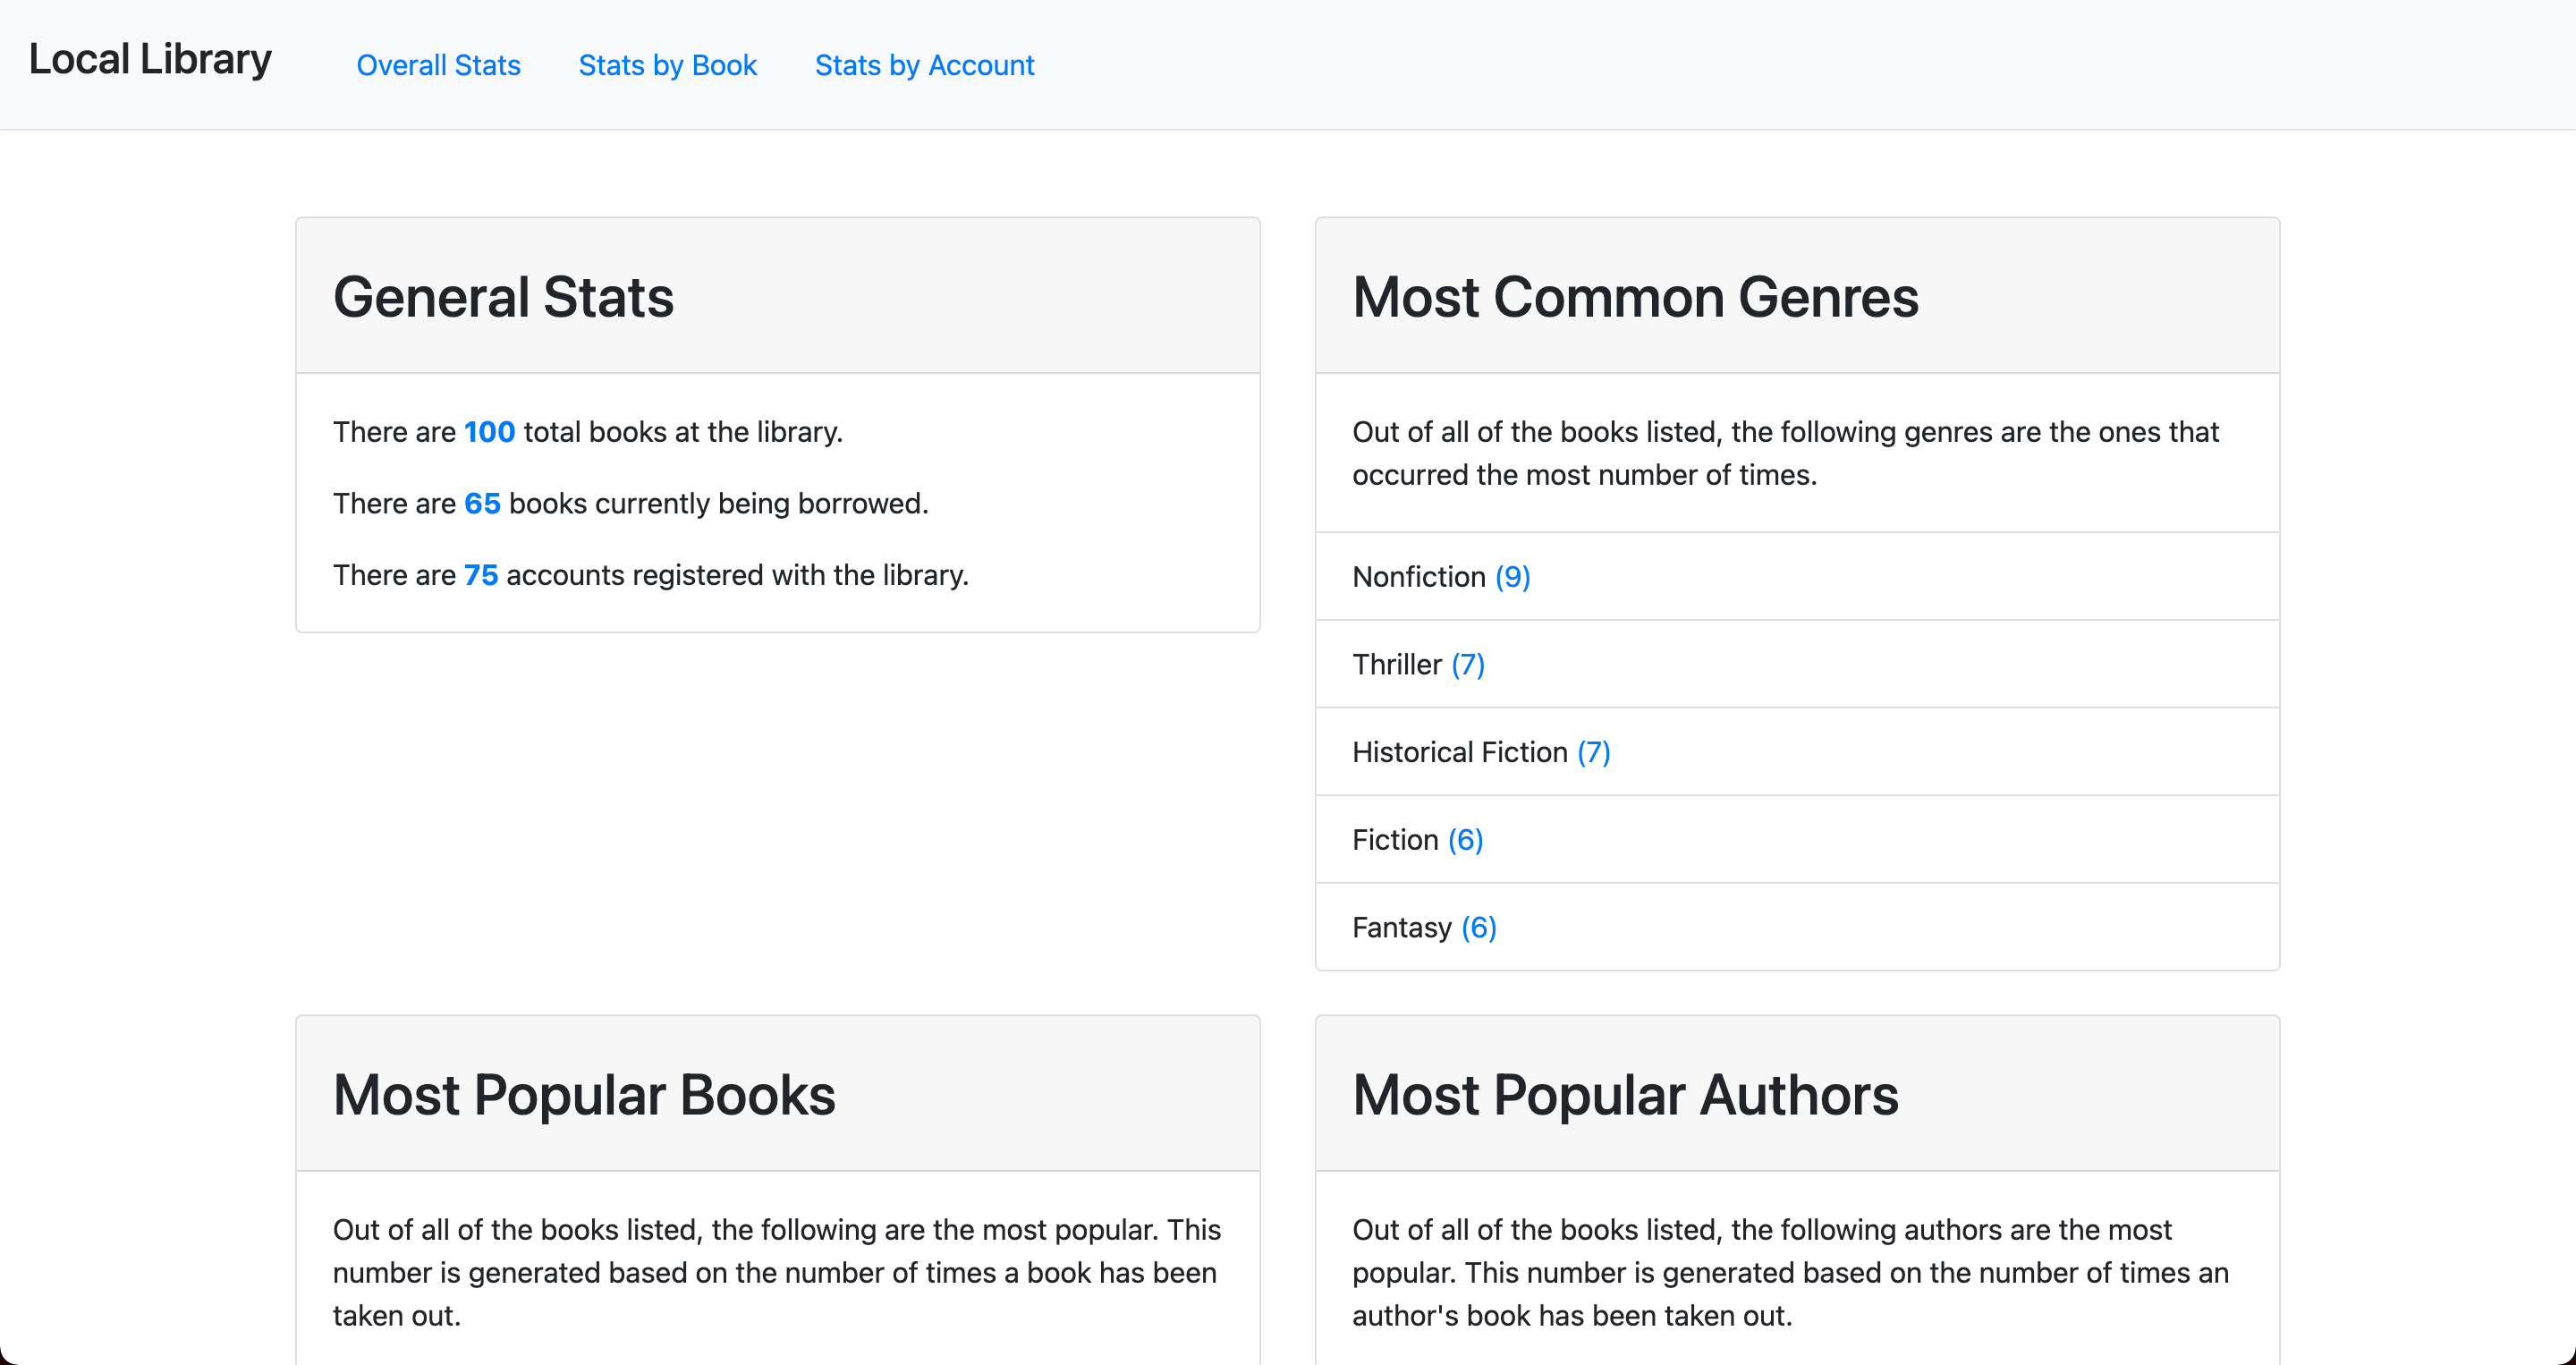 Local Library
Overall Stats
Stats by Book
Stats by Account
General Stats
There are 100 total books at the library.
There are 65 books currently being borrowed.
There are 75 accounts registered with the library.
Most Common Genres
Out of all of the books listed, the following genres are the ones that
occurred the most number of times.
Nonfiction (9)
Thriller (7)
Historical Fiction (7)
Fiction (6)
Fantasy (6)
Most Popular Books
Out of all of the books listed, the following are the most popular. This
number is generated based on the number of times a book has been
taken out.
Most Popular Authors
Out of all of the books listed, the following authors are the most
popular. This number is generated based on the number of times an
author's book has been taken out.